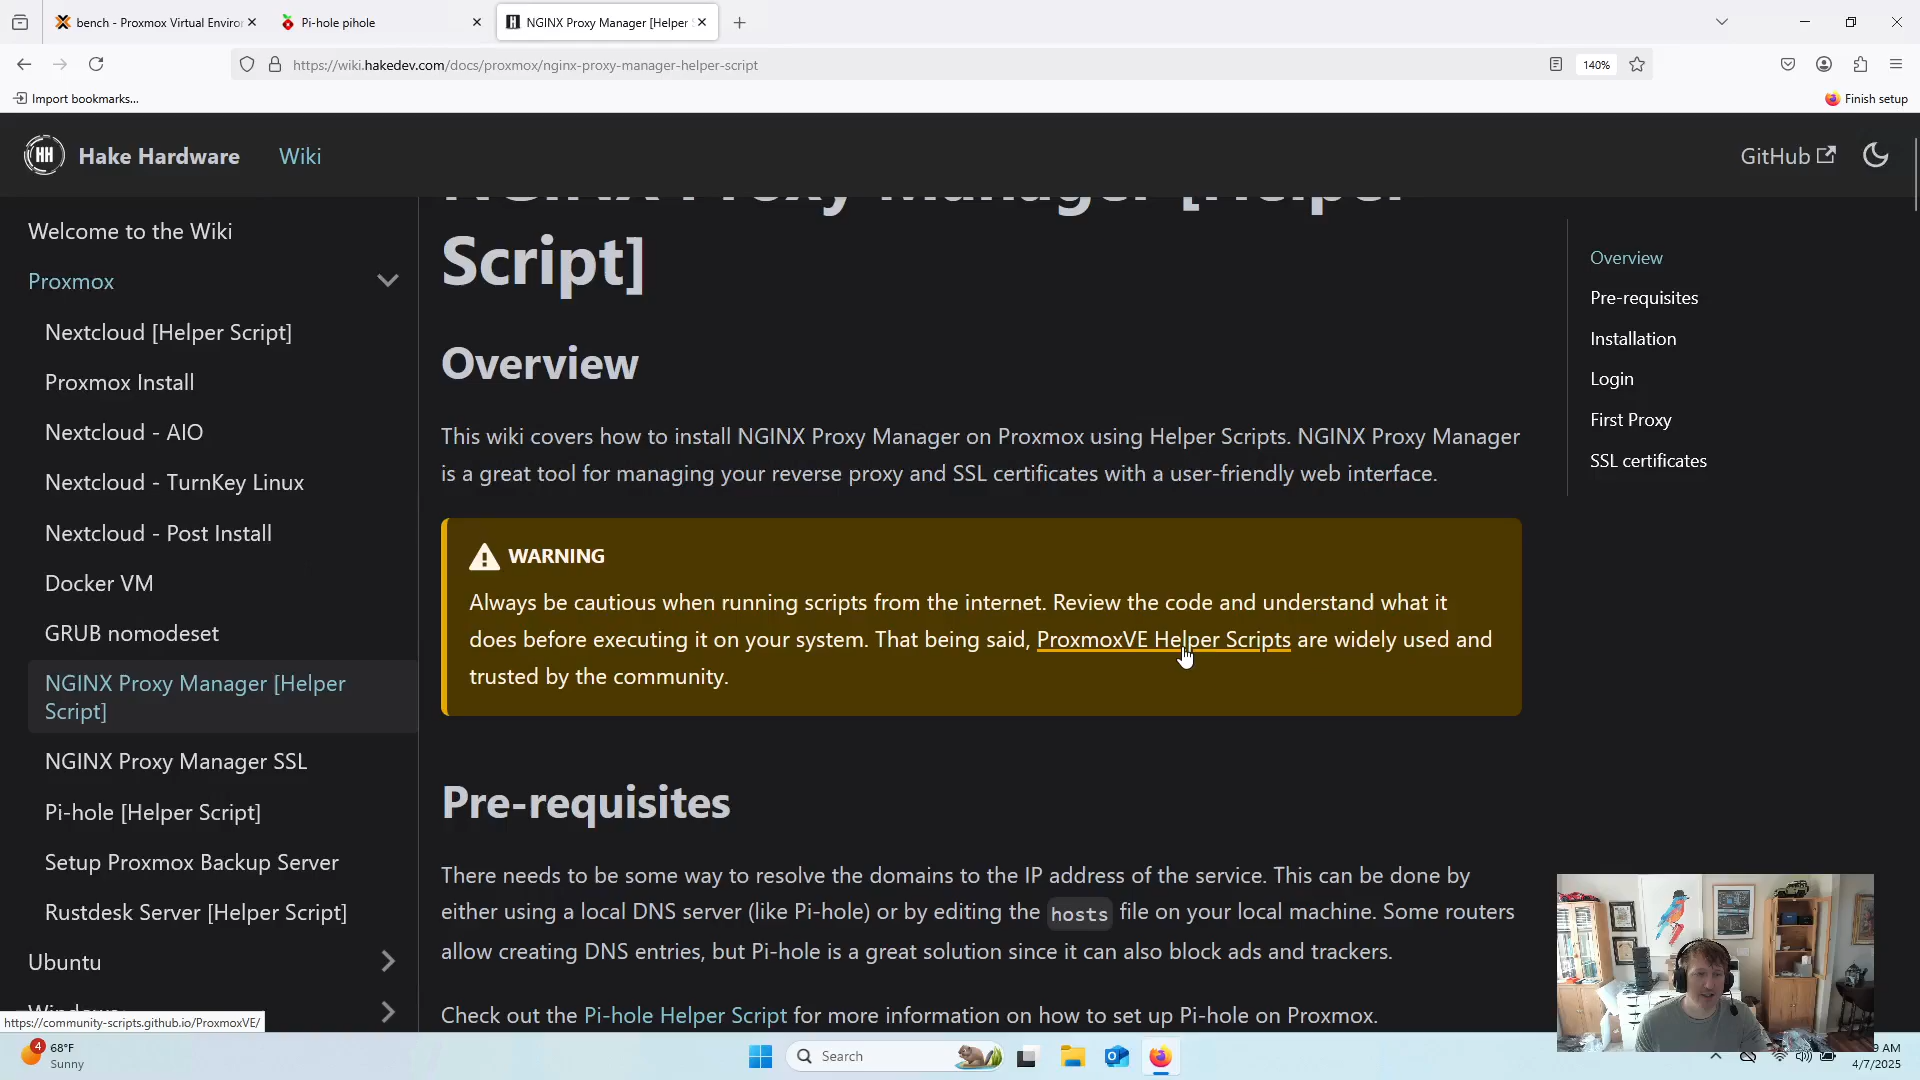 bench - Proxmox Virtual Enviro
Pi-hole pihole
NGINX Proxy Manager [Helper
https://wiki.hakedev.com/docs/proxmox/nginx-proxy-manager-helper-script
140%
Import bookmarks...
Finish setup
HH
Hake Hardware
Wiki
GitHub
Welcome to the Wiki
Proxmox
Nextcloud [Helper Script]
Proxmox Install
Nextcloud - AIO
Nextcloud - TurnKey Linux
Nextcloud - Post Install
Docker VM
GRUB nomodeset
NGINX Proxy Manager [Helper
Script]
NGINX Proxy Manager SSL
Pi-hole [Helper Script]
Setup Proxmox Backup Server
Rustdesk Server [Helper Script]
Ubuntu
NGINX Proxy Manager [Helper
Script]
Overview
This wiki covers how to install NGINX Proxy Manager on Proxmox using Helper Scripts. NGINX Proxy Manager
is a great tool for managing your reverse proxy and SSL certificates with a user-friendly web interface.
WARNING
Always be cautious when running scripts from the internet. Review the code and understand what it
does before executing it on your system. That being said, ProxmoxVE Helper Scripts are widely used and
trusted by the community.
Pre-requisites
There needs to be some way to resolve the domains to the IP address of the service. This can be done by
either using a local DNS server (like Pi-hole) or by editing the hosts file on your local machine. Some routers
allow creating DNS entries, but Pi-hole is a great solution since it can also block ads and trackers.
Check out the Pi-hole Helper Script for more information on how to set up Pi-hole on Proxmox.
Overview
Pre-requisites
Installation
Login
First Proxy
SSL certificates
https://community-scripts.github.io/ProxmoxVE/
4
68°F
Sunny
Search
9 AM
4/7/2025